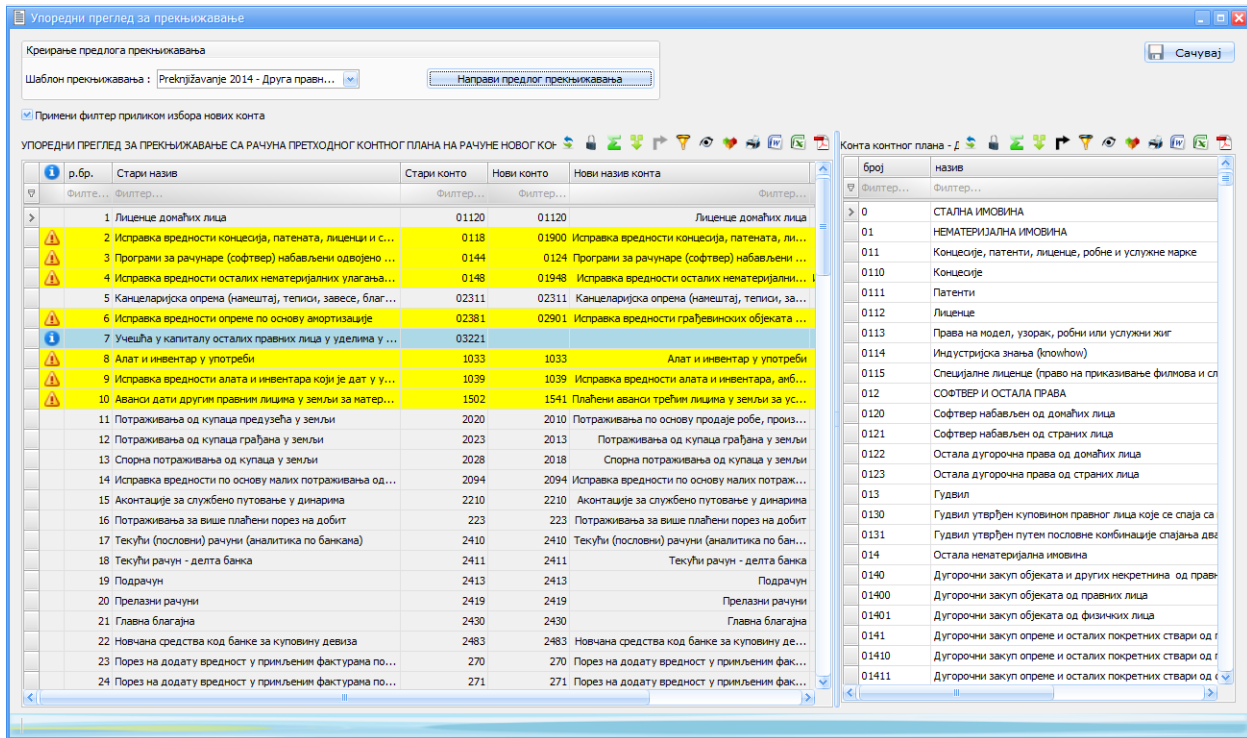 Упоредни преглед за прекњижавање
Креирање предлога прекњижавања
Сачувај
Шаблон прекњижавања : Preknjižavanje 2014 - Друга правн...
Направи предлог прекњижавања
Примени филтер приликом избора нових конта
УПОРЕДНИ ПРЕГЛЕД ЗА ПРЕКЊИЖАВАЊЕ СА РАЧУНА ПРЕТХОДНОГ КОНТНОГ ПЛАНА НА РАЧУНЕ НОВОГ КОН
р.бр. Стари назив Стари конто Нови конто Нови назив конта
Филте... Филтер... Филтер... Филтер... Филтер...
1 Лиценце домаћих лица 01120 01120 Лиценце домаћих лица
2 Исправка вредности концесија, патената, лиценци и с... 0118 01900 Исправка вредности концесија, патената, ли...
3 Програми за рачунаре (софтвер) набављени одвојено ... 0144 0124 Програми за рачунаре (софтвер) набављени ...
4 Исправка вредности осталих нематеријалних улагања... 0148 01948 Исправка вредности осталих нематеријални...
5 Канцеларијска опрема (намештај, теписи, завесе, благ... 02311 02311 Канцеларијска опрема (намештај, теписи, за...
6 Исправка вредности опреме по основу амортизације 02381 02901 Исправка вредности грађевинских објеката ...
7 Учешћа у капиталу осталих правних лица у уделима у ... 03221
8 Алат и инвентар у употреби 1033 1033 Алат и инвентар у употреби
9 Исправка вредности алата и инвентара који је дат у у... 1039 1039 Исправка вредности алата и инвентара, амб...
10 Аванси дати другим правним лицима у земљи за матер... 1502 1541 Плаћени аванси трећим лицима у земљи за ус...
11 Потраживања од купаца предузећа у земљи 2020 2010 Потраживања по основу продаје робе, произ...
12 Потраживања од купаца грађана у земљи 2023 2013 Потраживања од купаца грађана у земљи
13 Спорна потраживања од купаца у земљи 2028 2018 Спорна потраживања од купаца у земљи
14 Исправка вредности по основу малих потраживања од... 2094 2094 Исправка вредности по основу малих потраж...
15 Аконтације за службено путовање у динарима 2210 2210 Аконтације за службено путовање у динарима
16 Потраживања за више плаћени порез на добит 223 223 Потраживања за више плаћени порез на добит
17 Текући (пословни) рачуни (аналитика по банкама) 2410 2410 Текући (пословни) рачуни (аналитика по бан...
18 Текући рачун - делта банка 2411 2411 Текући рачун - делта банка
19 Подрачун 2413 2413 Подрачун
20 Прелазни рачуни 2419 2419 Прелазни рачуни
21 Главна благајна 2430 2430 Главна благајна
22 Новчана средства код банке за куповину девиза 2483 2483 Новчана средства код банке за куповину де...
23 Порез на додату вредност у примљеним фактурама по... 270 270 Порез на додату вредност у примљеним фак...
24 Порез на додату вредност у примљеним фактурама по... 271 271 Порез на додату вредност у примљеним фак...
Конта контног плана - Д
број назив
Филтер... Филтер...
0 СТАЛНА ИМОВИНА
01 НЕМАТЕРИЈАЛНА ИМОВИНА
011 Концесије, патенти, лиценце, робне и услужне марке
0110 Концесије
0111 Патенти
0112 Лиценце
0113 Права на модел, узорак, робни или услужни жиг
0114 Индустријска знања (knowhow)
0115 Специјалне лиценце (право на приказивање филмова и сл
012 СОФТВЕР И ОСТАЛА ПРАВА
0120 Софтвер набављен од домаћих лица
0121 Софтвер набављен од страних лица
0122 Остала дугорочна права од домаћих лица
0123 Остала дугорочна права од страних лица
013 Гудвил
0130 Гудвил утврђен куповином правног лица које се спаја са
0131 Гудвил утврђен путем пословне комбинације спајања два
014 Остала нематеријална имовина
0140 Дугорочни закуп објеката и других некретнина од прав
01400 Дугорочни закуп објеката од правних лица
01401 Дугорочни закуп објеката од физичких лица
0141 Дугорочни закуп опреме и осталих покретних ствари од
01410 Дугорочни закуп опреме и осталих покретних ствари од
01411 Дугорочни закуп опреме и осталих покретних ствари од